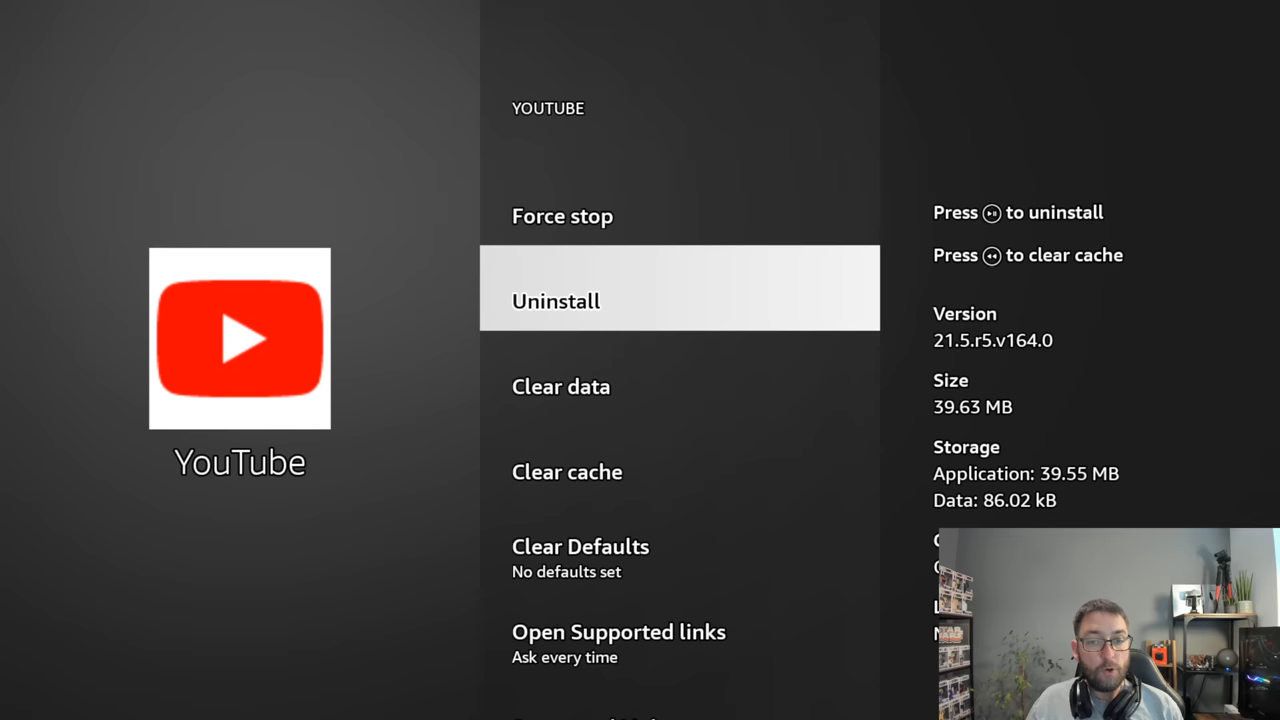 YOUTUBE
Force stop
Uninstall
Clear data
Clear cache
Clear Defaults
No defaults set
Open Supported links
Ask every time
YouTube
Press to uninstall
Press to clear cache
Version
21.5.r5.v164.0
Size
39.63 MB
Storage
Application: 39.55 MB
Data: 86.02 kB
STAR
WARS